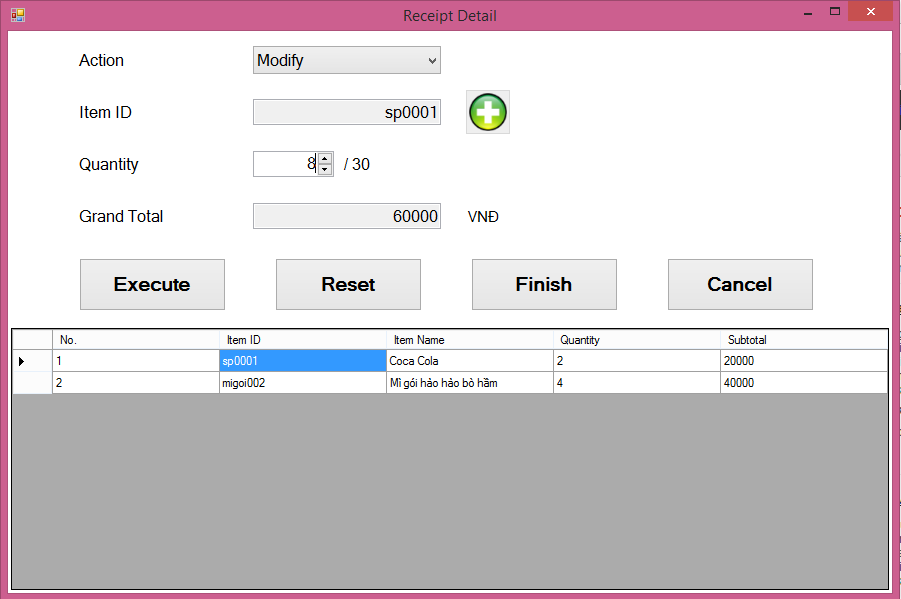 Receipt Detail
Action Modify
Item ID sp0001
Quantity 8 / 30
Grand Total 60000 VNĐ
Execute Reset Finish Cancel
No. Item ID Item Name Quantity Subtotal
1 sp0001 Coca Cola 2 20000
2 migoi002 Mì gói hảo hảo bò hầm 4 40000